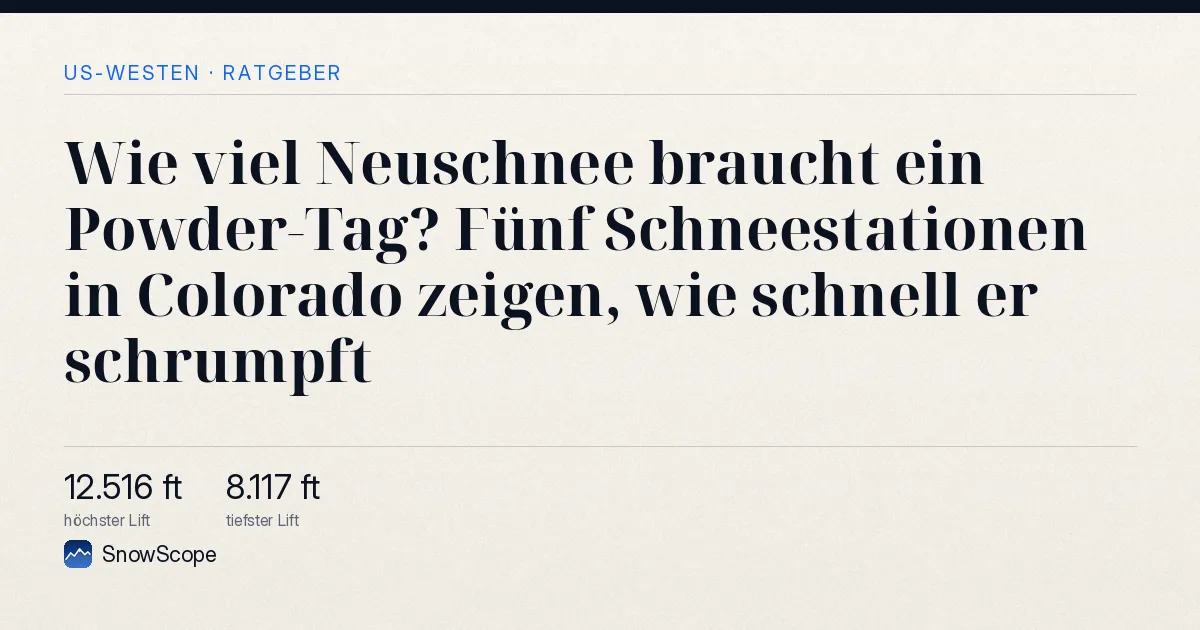 US-WESTEN · RATGEBER
Wie viel Neuschnee braucht ein
Powder-Tag? Fünf Schneestationen
in Colorado zeigen, wie schnell er
schrumpft
12.516 ft 8.117 ft
höchster Lift tiefster Lift
SnowScope